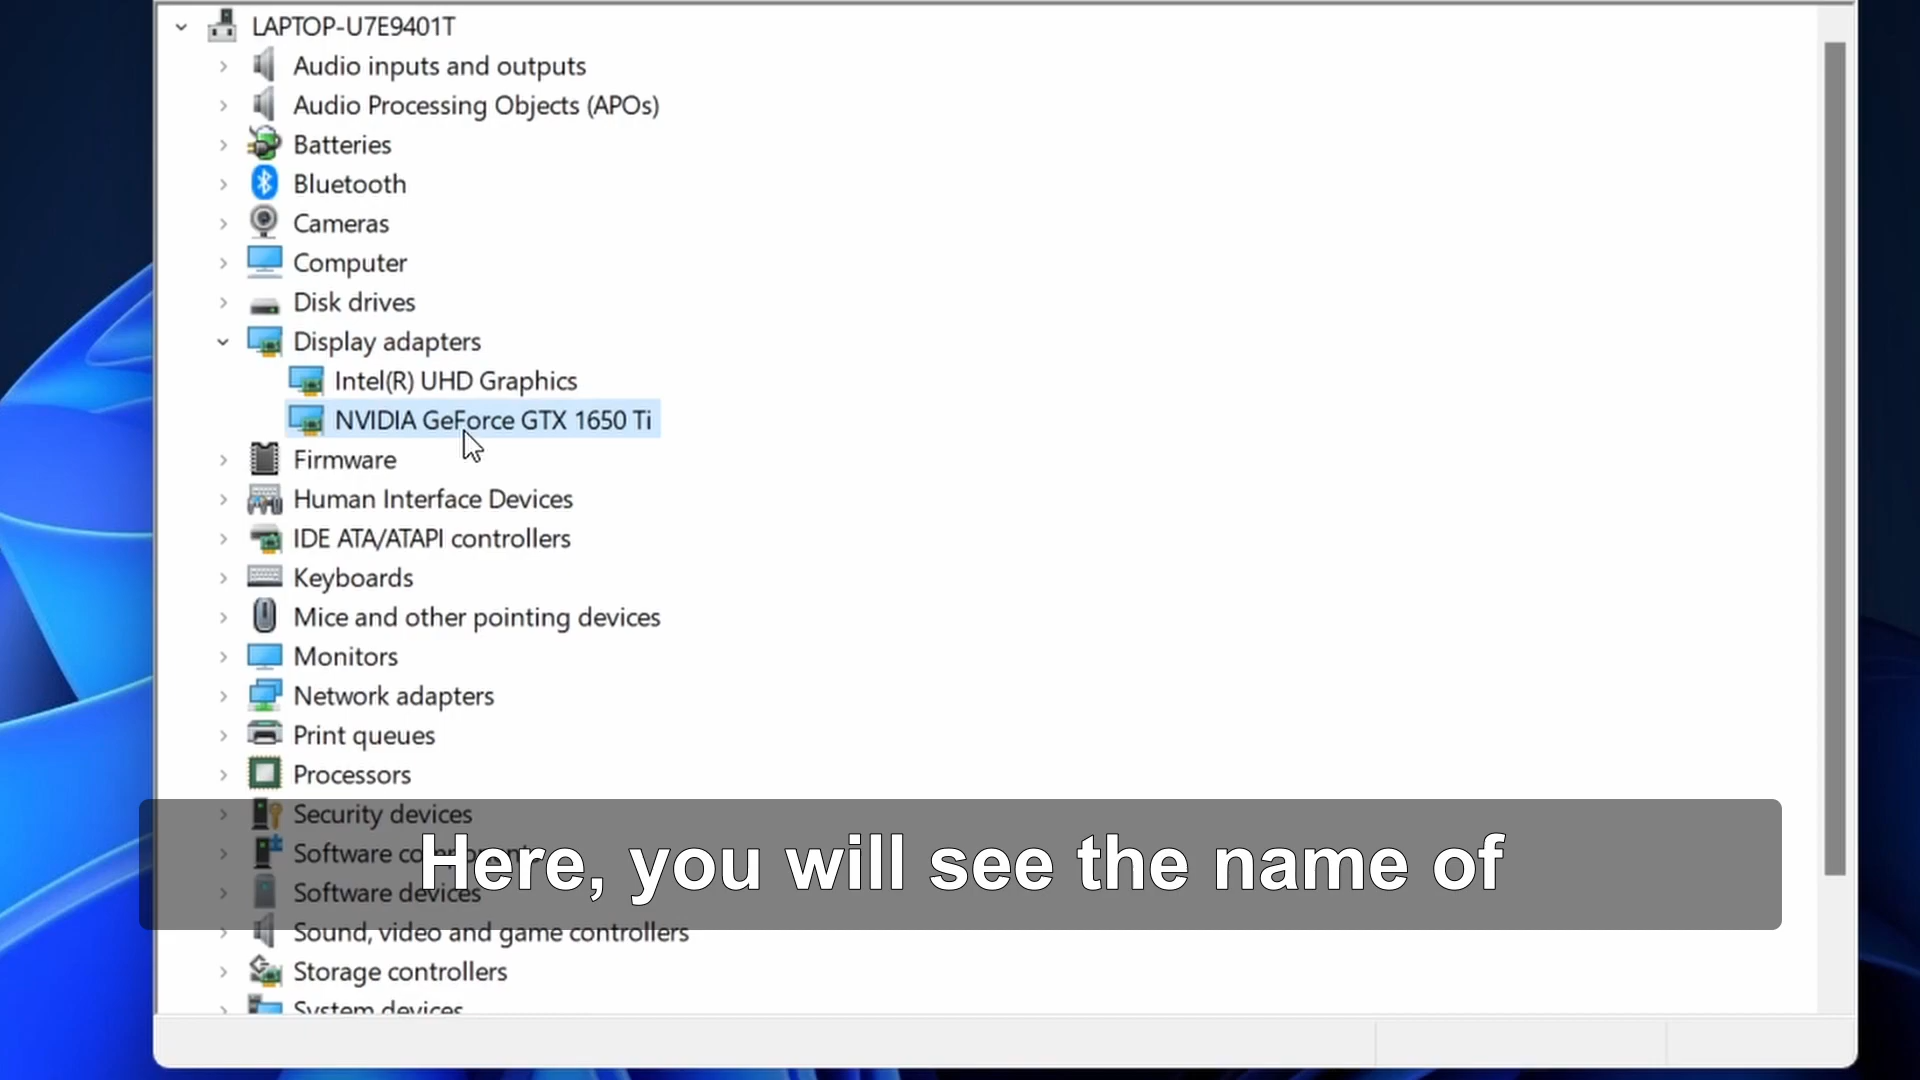 LAPTOP-U7E9401T
Audio inputs and outputs
Audio Processing Objects (APOs)
Batteries
Bluetooth
Cameras
Computer
Disk drives
Display adapters
Intel(R) UHD Graphics
NVIDIA GeForce GTX 1650 Ti
Firmware
Human Interface Devices
IDE ATA/ATAPI controllers
Keyboards
Mice and other pointing devices
Monitors
Network adapters
Print queues
Processors
Security devices
Software components
Here, you will see the name of
Software devices
Sound, video and game controllers
Storage controllers
System devices